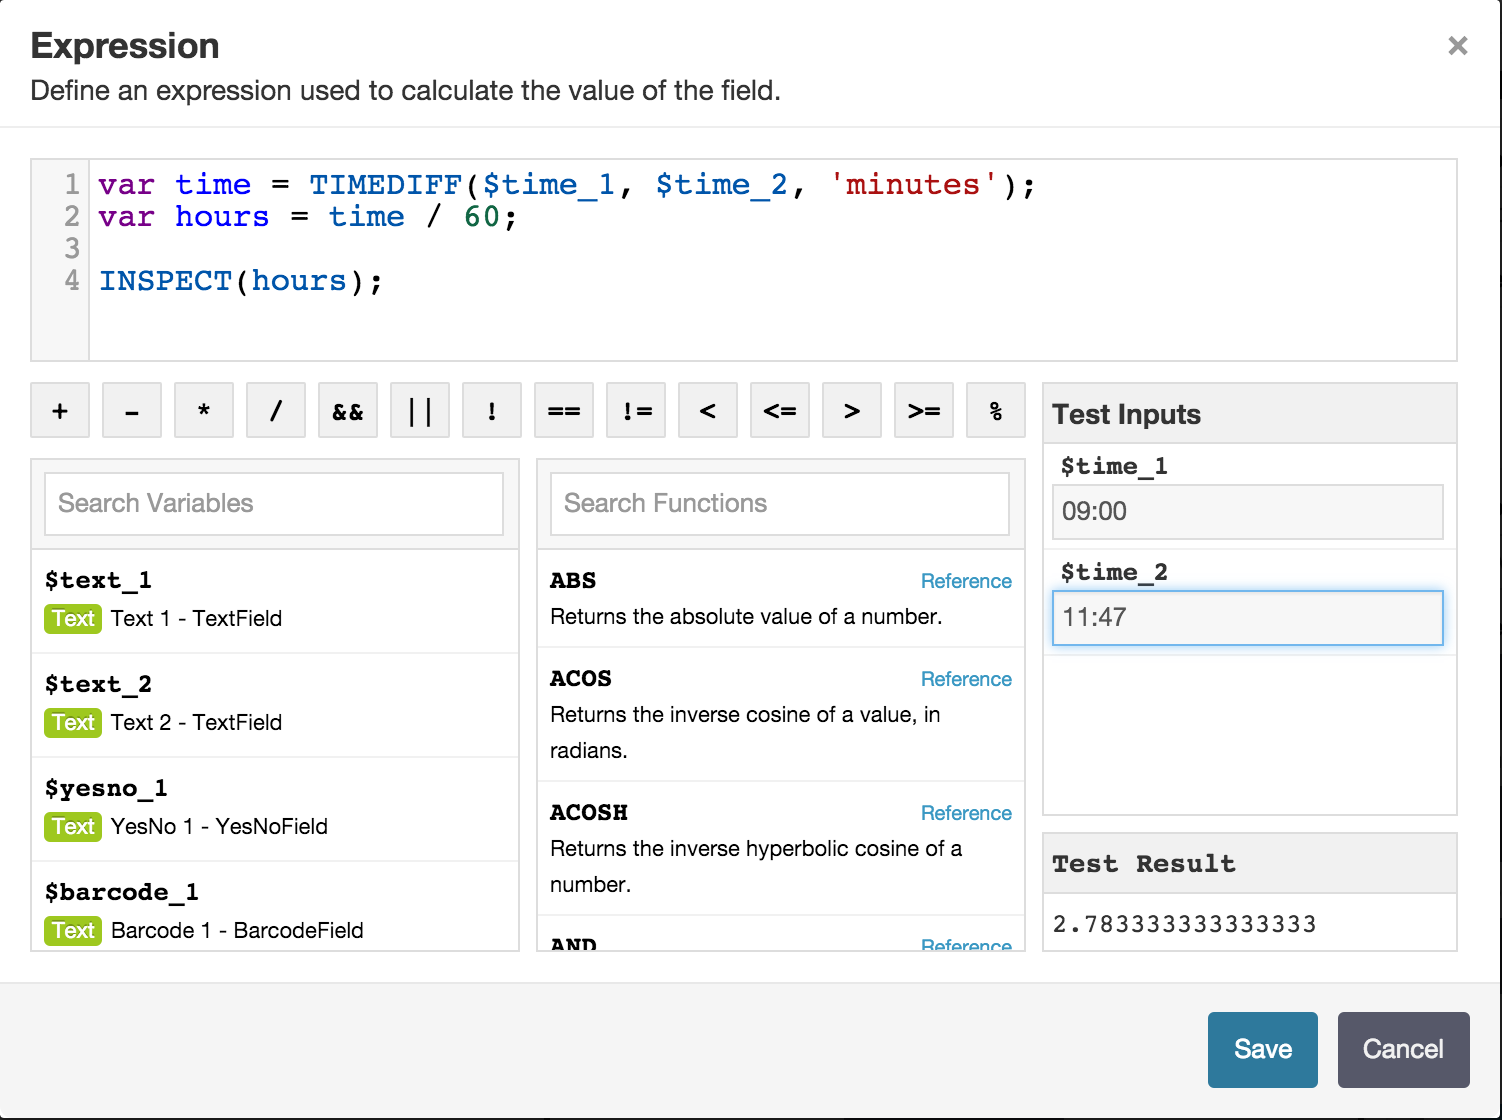 Expression
×
Define an expression used to calculate the value of the field.
1 var time = TIMEDIFF($time_1, $time_2, 'minutes');
2 var hours = time / 60;
3
4 INSPECT(hours);
+ - * / && || ! == != < <= > >= %
Search Variables
$text_1
Text Text 1 - TextField
$text_2
Text Text 2 - TextField
$yesno_1
Text YesNo 1 - YesNoField
$barcode_1
Text Barcode 1 - BarcodeField
Search Functions
ABS Reference
Returns the absolute value of a number.
ACOS Reference
Returns the inverse cosine of a value, in
radians.
ACOSH Reference
Returns the inverse hyperbolic cosine of a
number.
AND Reference
Test Inputs
$time_1
09:00
$time_2
11:47
Test Result
2.783333333333333
Save Cancel